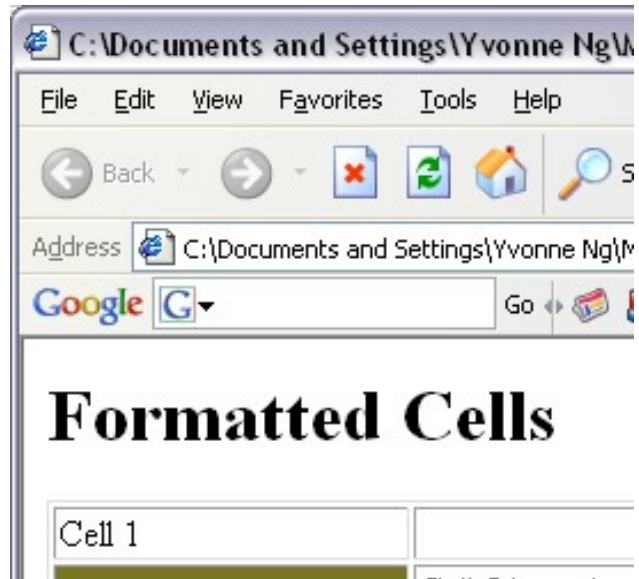 C:\Documents and Settings\Yvonne Ng\M
File Edit View Favorites Tools Help
Back S
Address C:\Documents and Settings\Yvonne Ng\M
Google G Go
Formatted Cells
Cell 1